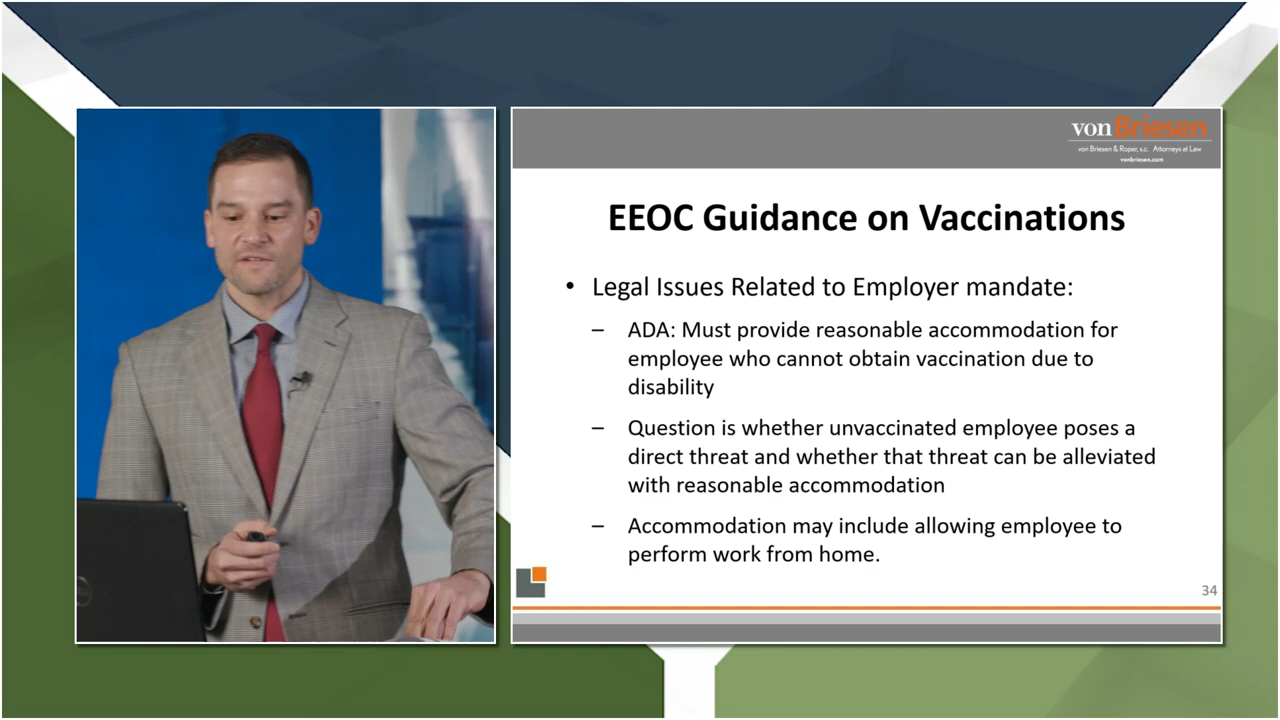 von Briesen
von Briesen & Roper, s.c. Attorneys at Law
vonbriesen.com
EEOC Guidance on Vaccinations
• Legal Issues Related to Employer mandate:
– ADA: Must provide reasonable accommodation for
employee who cannot obtain vaccination due to
disability
– Question is whether unvaccinated employee poses a
direct threat and whether that threat can be alleviated
with reasonable accommodation
– Accommodation may include allowing employee to
perform work from home.
34